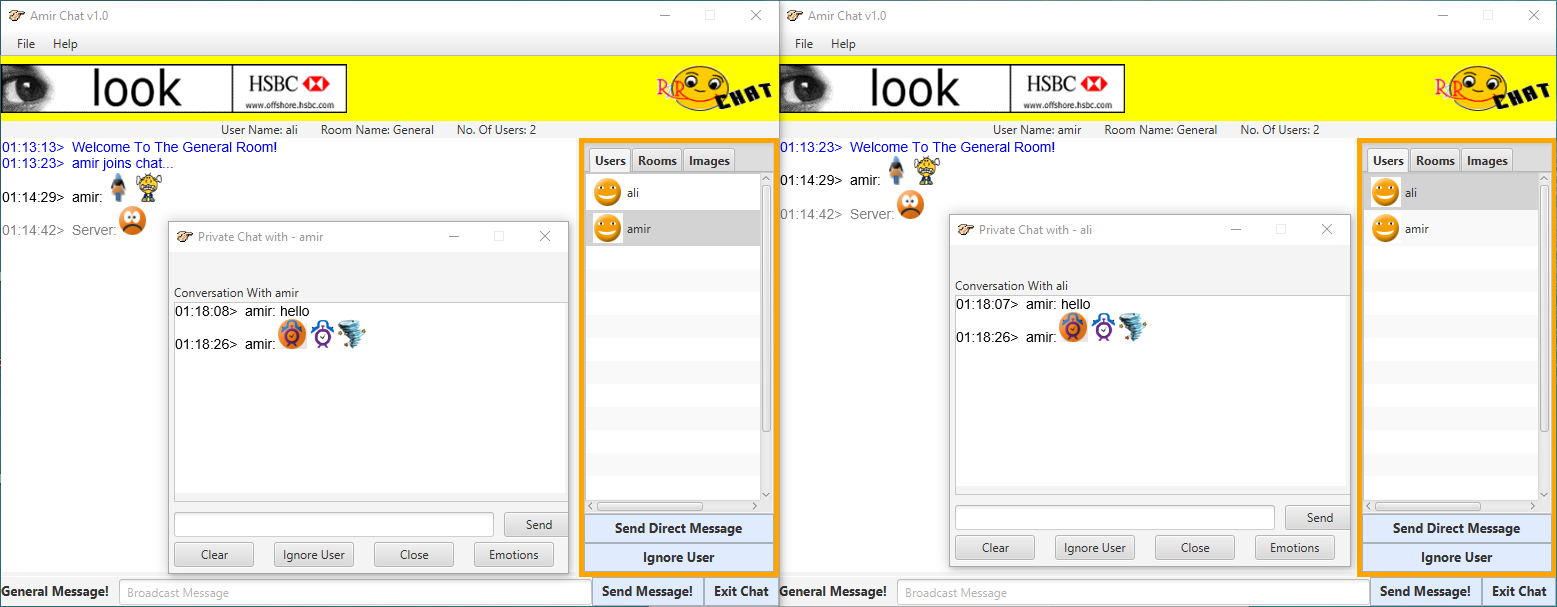 Amir Chat v1.0
File Help
look HSBC
www.offshore.hsbc.com
RR CHAT
User Name: ali Room Name: General No. Of Users: 2
01:13:13> Welcome To The General Room!
01:13:23> amir joins chat...
01:14:29> amir:
01:14:42> Server:
Private Chat with - amir
Conversation With amir
01:18:08> amir: hello
01:18:26> amir:
Send
Clear Ignore User Close Emotions
Users Rooms Images
ali
amir
Send Direct Message
Ignore User
General Message! Broadcast Message Send Message! Exit Chat
Amir Chat v1.0
File Help
look HSBC
www.offshore.hsbc.com
RR CHAT
User Name: amir Room Name: General No. Of Users: 2
01:13:23> Welcome To The General Room!
01:14:29> amir:
01:14:42> Server:
Private Chat with - ali
Conversation With ali
01:18:07> amir: hello
01:18:26> amir:
Send
Clear Ignore User Close Emotions
Users Rooms Images
ali
amir
Send Direct Message
Ignore User
General Message! Broadcast Message Send Message! Exit Chat